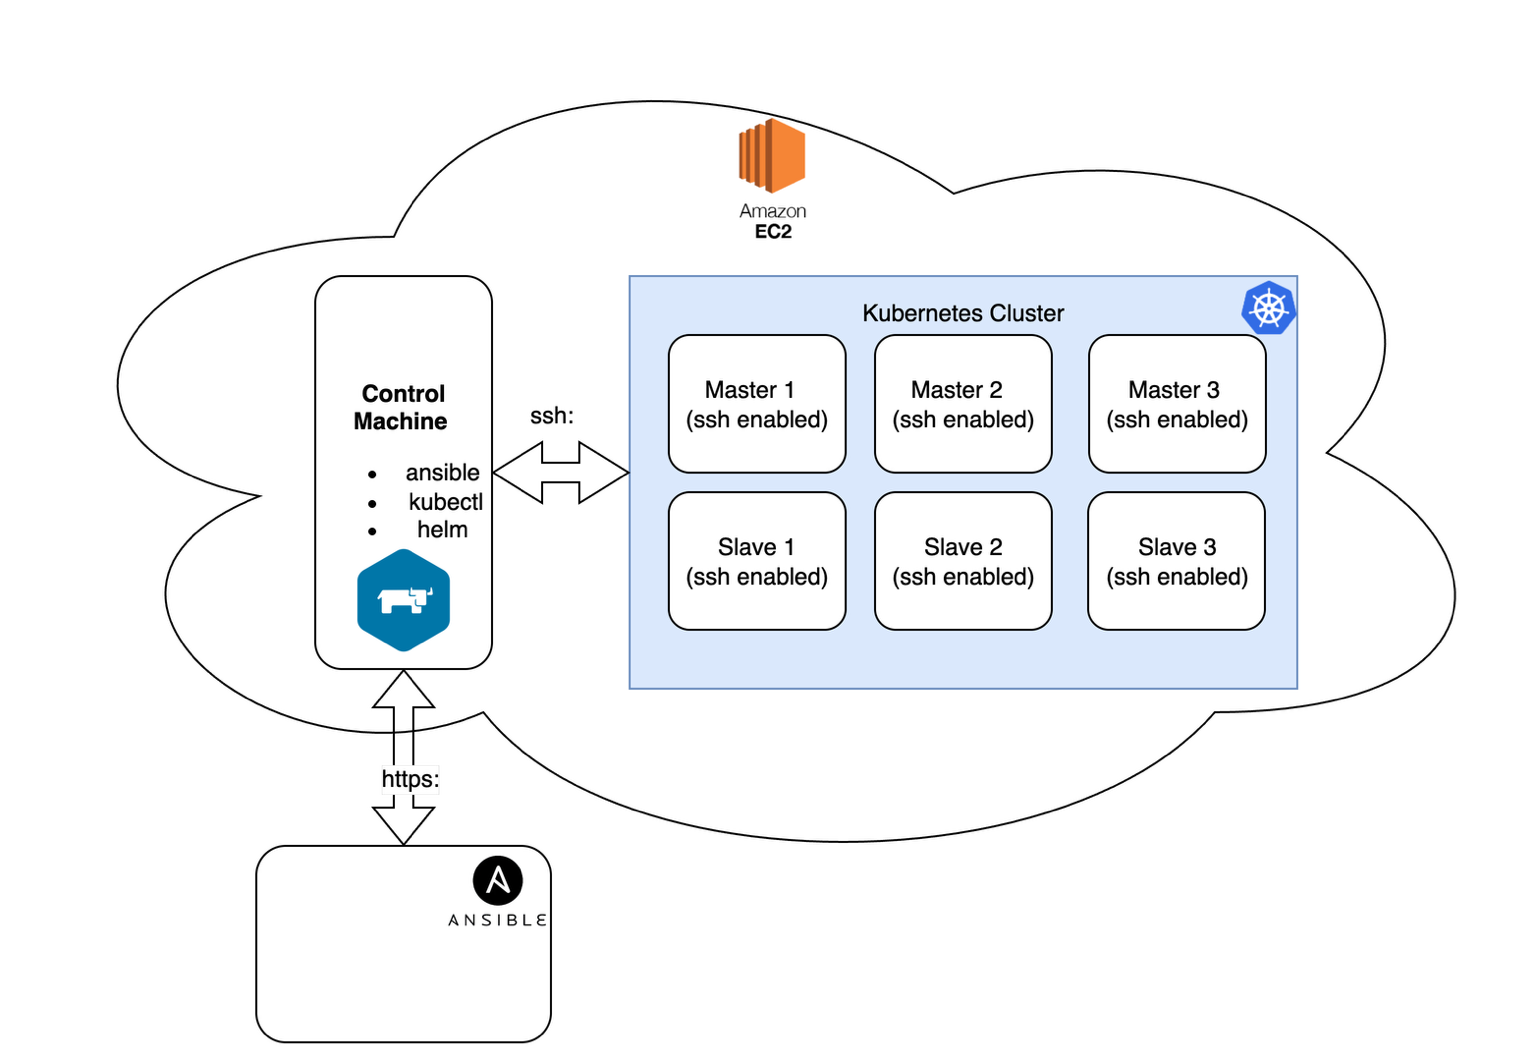 Amazon
EC2
Kubernetes Cluster
Control
Machine
• ansible
• kubectl
• helm
ssh:
Master 1
(ssh enabled)
Master 2
(ssh enabled)
Master 3
(ssh enabled)
Slave 1
(ssh enabled)
Slave 2
(ssh enabled)
Slave 3
(ssh enabled)
https:
ANSIBLE